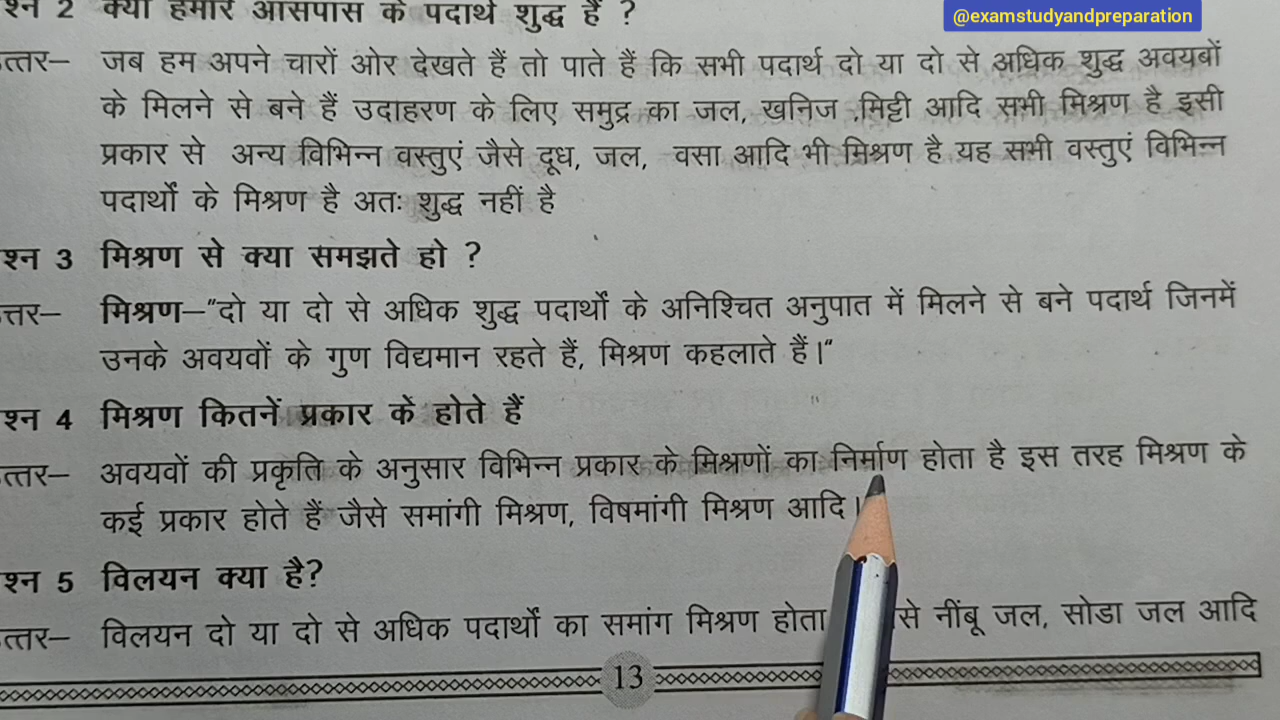 @examstudyandpreparation
श्न 2 क्या हमारे आसपास के पदार्थ शुद्ध हैं ?
त्तर– जब हम अपने चारों ओर देखते हैं तो पाते हैं कि सभी पदार्थ दो या दो से अधिक शुद्ध अवयबों
के मिलने से बने हैं उदाहरण के लिए समुद्र का जल, खनिज ,मिट्टी आदि सभी मिश्रण है इसी
प्रकार से अन्य विभिन्न वस्तुएं जैसे दूध, जल, वसा आदि भी मिश्रण है यह सभी वस्तुएं विभिन्न
पदार्थों के मिश्रण है अतः शुद्ध नहीं है
श्न 3 मिश्रण से क्या समझते हो ?
त्तर– मिश्रण–"दो या दो से अधिक शुद्ध पदार्थों के अनिश्चित अनुपात में मिलने से बने पदार्थ जिनमें
उनके अवयवों के गुण विद्यमान रहते हैं, मिश्रण कहलाते हैं।"
श्न 4 मिश्रण कितनें प्रकार के होते हैं
त्तर– अवयवों की प्रकृति के अनुसार विभिन्न प्रकार के मिश्रणों का निर्माण होता है इस तरह मिश्रण के
कई प्रकार होते हैं जैसे समांगी मिश्रण, विषमांगी मिश्रण आदि।
श्न 5 विलयन क्या है?
त्तर– विलयन दो या दो से अधिक पदार्थों का समांग मिश्रण होता से नींबू जल, सोडा जल आदि
13